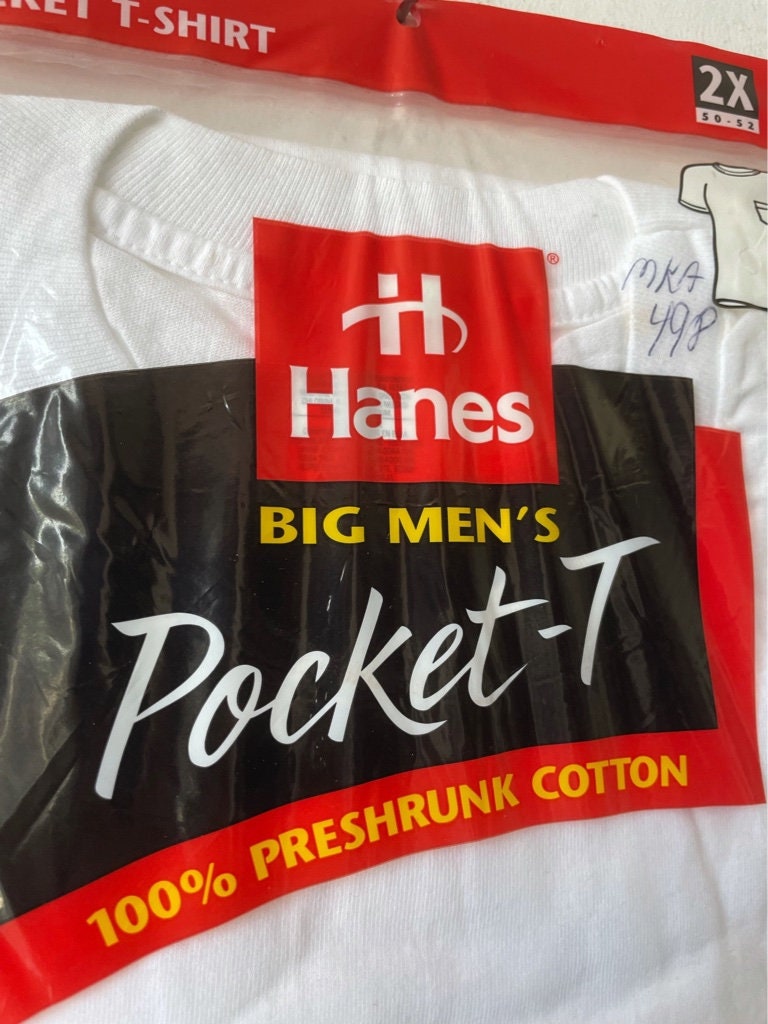 T-SHIRT
2X
50-52
MKA
498
®
Hanes
BIG MEN'S
Pocket-T
100% PRESHRUNK COTTON